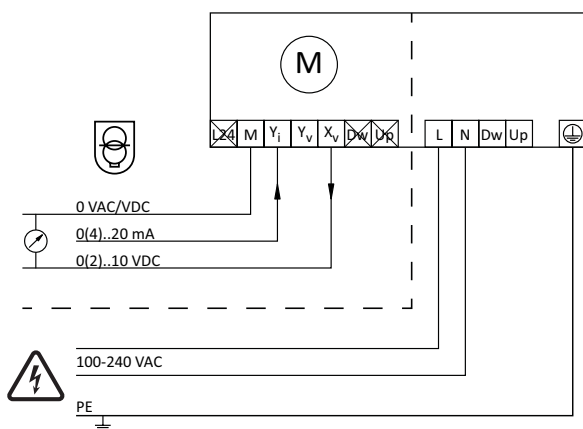 M
L24 M Yi Yv Xv Dw Up L N Dw Up
0 VAC/VDC
0(4)..20 mA
0(2)..10 VDC
100-240 VAC
PE